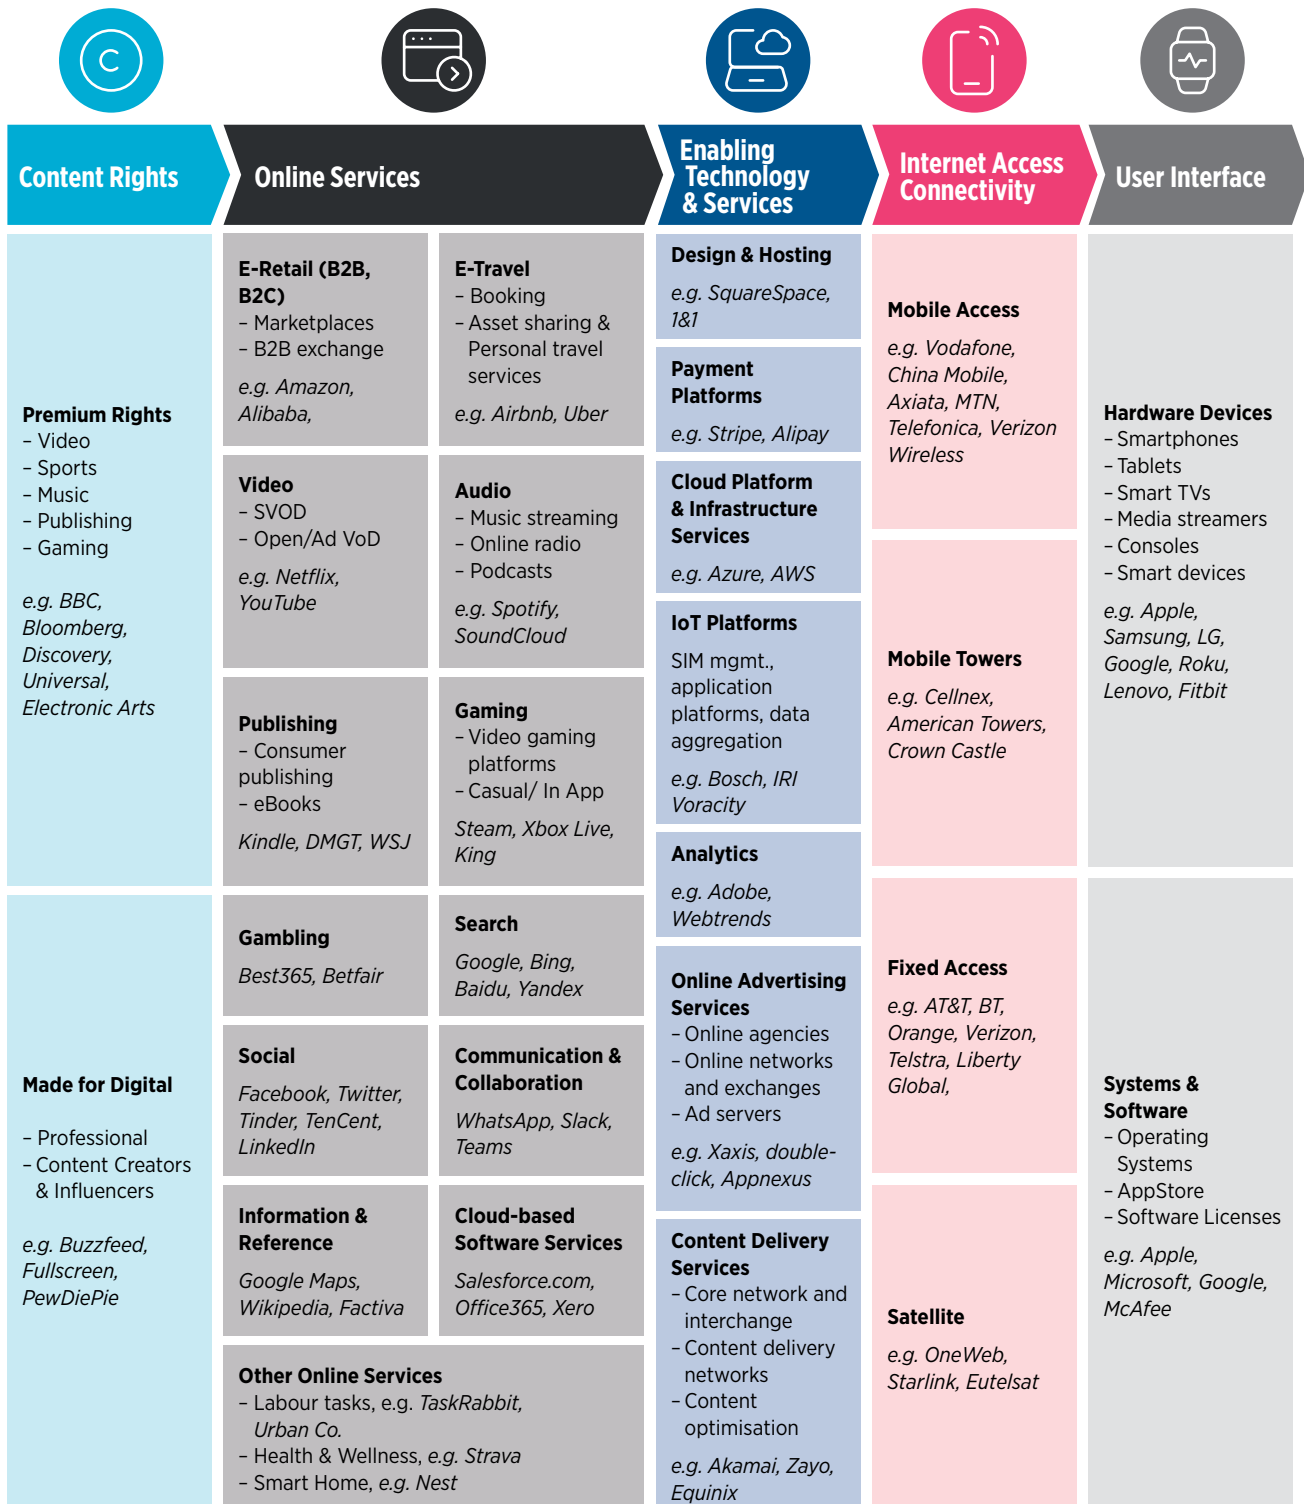 C
Content Rights
Online Services
Enabling
Technology
& Services
Internet Access
Connectivity
User Interface
Premium Rights
– Video
– Sports
– Music
– Publishing
– Gaming
e.g. BBC,
Bloomberg,
Discovery,
Universal,
Electronic Arts
Made for Digital
– Professional
– Content Creators
& Influencers
e.g. Buzzfeed,
Fullscreen,
PewDiePie
E-Retail (B2B,
B2C)
– Marketplaces
– B2B exchange
e.g. Amazon,
Alibaba,
E-Travel
– Booking
– Asset sharing &
Personal travel
services
e.g. Airbnb, Uber
Video
– SVOD
– Open/Ad VoD
e.g. Netflix,
YouTube
Audio
– Music streaming
– Online radio
– Podcasts
e.g. Spotify,
SoundCloud
Publishing
– Consumer
publishing
– eBooks
Kindle, DMGT, WSJ
Gaming
– Video gaming
platforms
– Casual/ In App
Steam, Xbox Live,
King
Gambling
Best365, Betfair
Search
Google, Bing,
Baidu, Yandex
Social
Facebook, Twitter,
Tinder, TenCent,
LinkedIn
Communication &
Collaboration
WhatsApp, Slack,
Teams
Information &
Reference
Google Maps,
Wikipedia, Factiva
Cloud-based
Software Services
Salesforce.com,
Office365, Xero
Other Online Services
– Labour tasks, e.g. TaskRabbit,
Urban Co.
– Health & Wellness, e.g. Strava
– Smart Home, e.g. Nest
Design & Hosting
e.g. SquareSpace,
1&1
Payment
Platforms
e.g. Stripe, Alipay
Cloud Platform
& Infrastructure
Services
e.g. Azure, AWS
IoT Platforms
SIM mgmt.,
application
platforms, data
aggregation
e.g. Bosch, IRI
Voracity
Analytics
e.g. Adobe,
Webtrends
Online Advertising
Services
– Online agencies
– Online networks
and exchanges
– Ad servers
e.g. Xaxis, double-
click, Appnexus
Content Delivery
Services
– Core network and
interchange
– Content delivery
networks
– Content
optimisation
e.g. Akamai, Zayo,
Equinix
Mobile Access
e.g. Vodafone,
China Mobile,
Axiata, MTN,
Telefonica, Verizon
Wireless
Mobile Towers
e.g. Cellnex,
American Towers,
Crown Castle
Fixed Access
e.g. AT&T, BT,
Orange, Verizon,
Telstra, Liberty
Global,
Satellite
e.g. OneWeb,
Starlink, Eutelsat
Hardware Devices
– Smartphones
– Tablets
– Smart TVs
– Media streamers
– Consoles
– Smart devices
e.g. Apple,
Samsung, LG,
Google, Roku,
Lenovo, Fitbit
Systems &
Software
– Operating
Systems
– AppStore
– Software Licenses
e.g. Apple,
Microsoft, Google,
McAfee